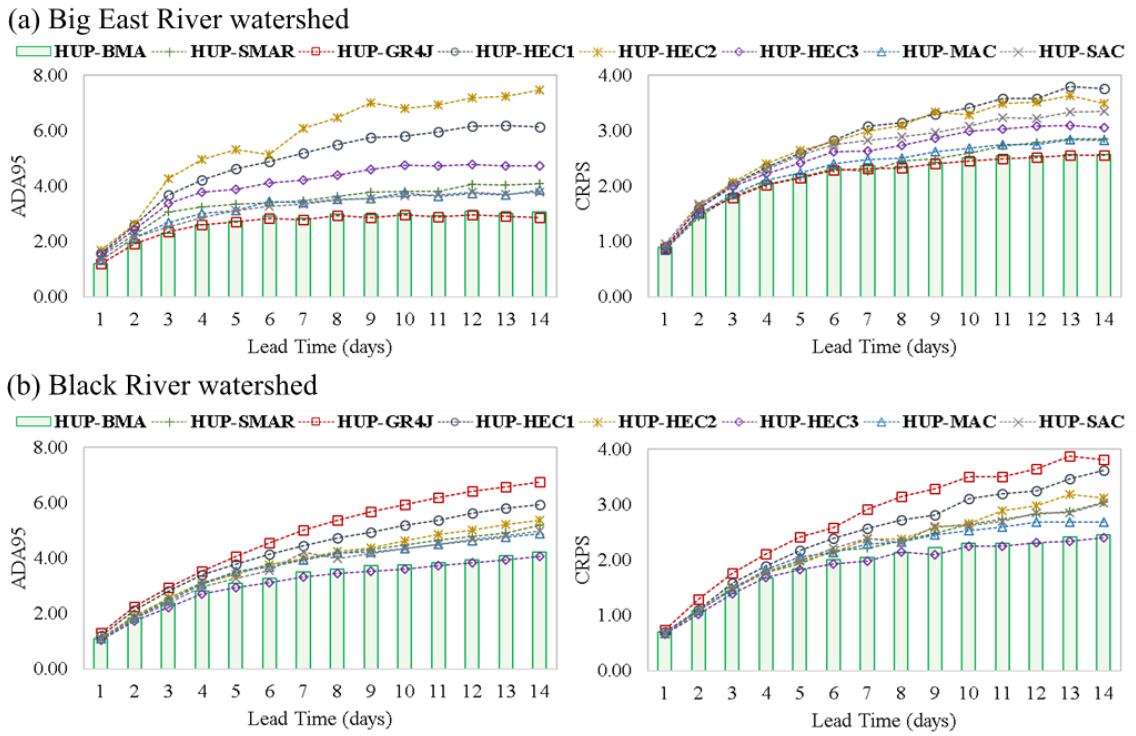 (a) Big East River watershed
HUP-BMA HUP-SMAR HUP-GR4J HUP-HEC1 HUP-HEC2 HUP-HEC3 HUP-MAC HUP-SAC
8.00
6.00
4.00
2.00
0.00
ADA95
1 2 3 4 5 6 7 8 9 10 11 12 13 14
Lead Time (days)
4.00
3.00
2.00
1.00
0.00
CRPS
1 2 3 4 5 6 7 8 9 10 11 12 13 14
Lead Time (days)
(b) Black River watershed
HUP-BMA HUP-SMAR HUP-GR4J HUP-HEC1 HUP-HEC2 HUP-HEC3 HUP-MAC HUP-SAC
8.00
6.00
4.00
2.00
0.00
ADA95
1 2 3 4 5 6 7 8 9 10 11 12 13 14
Lead Time (days)
4.00
3.00
2.00
1.00
0.00
CRPS
1 2 3 4 5 6 7 8 9 10 11 12 13 14
Lead Time (days)